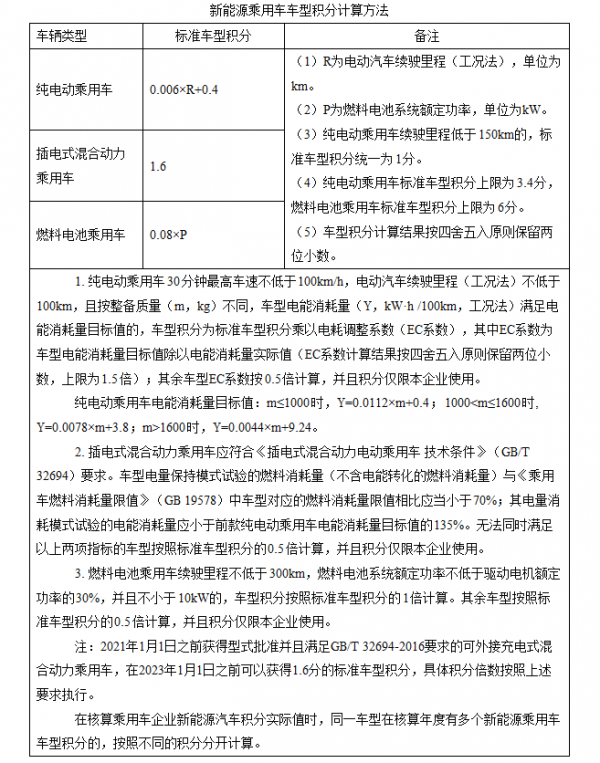 新能源乘用车车型积分计算方法
车辆类型 标准车型积分 备注
纯电动乘用车 0.006×R+0.4
插电式混合动力
乘用车
1.6
燃料电池乘用车 0.08×P
（1）R为电动汽车续驶里程（工况法），单位为
km。
（2）P为燃料电池系统额定功率，单位为kW。
（3）纯电动乘用车续驶里程低于150km的，标
准车型积分统一为1分。
（4）纯电动乘用车标准车型积分上限为3.4分，
燃料电池乘用车标准车型积分上限为6分。
（5）车型积分计算结果按四舍五入原则保留两
位小数。
1. 纯电动乘用车30分钟最高车速不低于100km/h，电动汽车续驶里程（工况法）不低于
100km，且按整备质量（m，kg）不同，车型电能消耗量（Y，kW·h /100km，工况法）满足电
能消耗量目标值的，车型积分为标准车型积分乘以电耗调整系数（EC系数），其中EC系数为
车型电能消耗量目标值除以电能消耗量实际值（EC系数计算结果按四舍五入原则保留两位小
数，上限为1.5倍）；其余车型EC系数按0.5倍计算，并且积分仅限本企业使用。
纯电动乘用车电能消耗量目标值：m≤1000时，Y=0.0112×m+0.4；1000<m≤1600时，
Y=0.0078×m+3.8；m>1600时，Y=0.0044×m+9.24。
2. 插电式混合动力乘用车应符合《插电式混合动力电动乘用车 技术条件》（GB/T
32694）要求。车型电量保持模式试验的燃料消耗量（不含电能转化的燃料消耗量）与《乘用
车燃料消耗量限值》（GB 19578）中车型对应的燃料消耗量限值相比应当小于70%；其电量消
耗模式试验的电能消耗量应小于前款纯电动乘用车电能消耗量目标值的135%。无法同时满足
以上两项指标的车型按照标准车型积分的0.5倍计算，并且积分仅限本企业使用。
3. 燃料电池乘用车续驶里程不低于300km，燃料电池系统额定功率不低于驱动电机额定
功率的30%，并且不小于10kW的，车型积分按照标准车型积分的1倍计算。其余车型按照标
准车型积分的0.5倍计算，并且积分仅限本企业使用。
注：2021年1月1日之前获得型式批准并且满足GB/T 32694-2016要求的可外接充电式混
合动力乘用车，在2023年1月1日之前可以获得1.6分的标准车型积分，具体积分倍数按照上述
要求执行。
在核算乘用车企业新能源汽车积分实际值时，同一车型在核算年度有多个新能源乘用车
车型积分的，按照不同的积分分开计算。